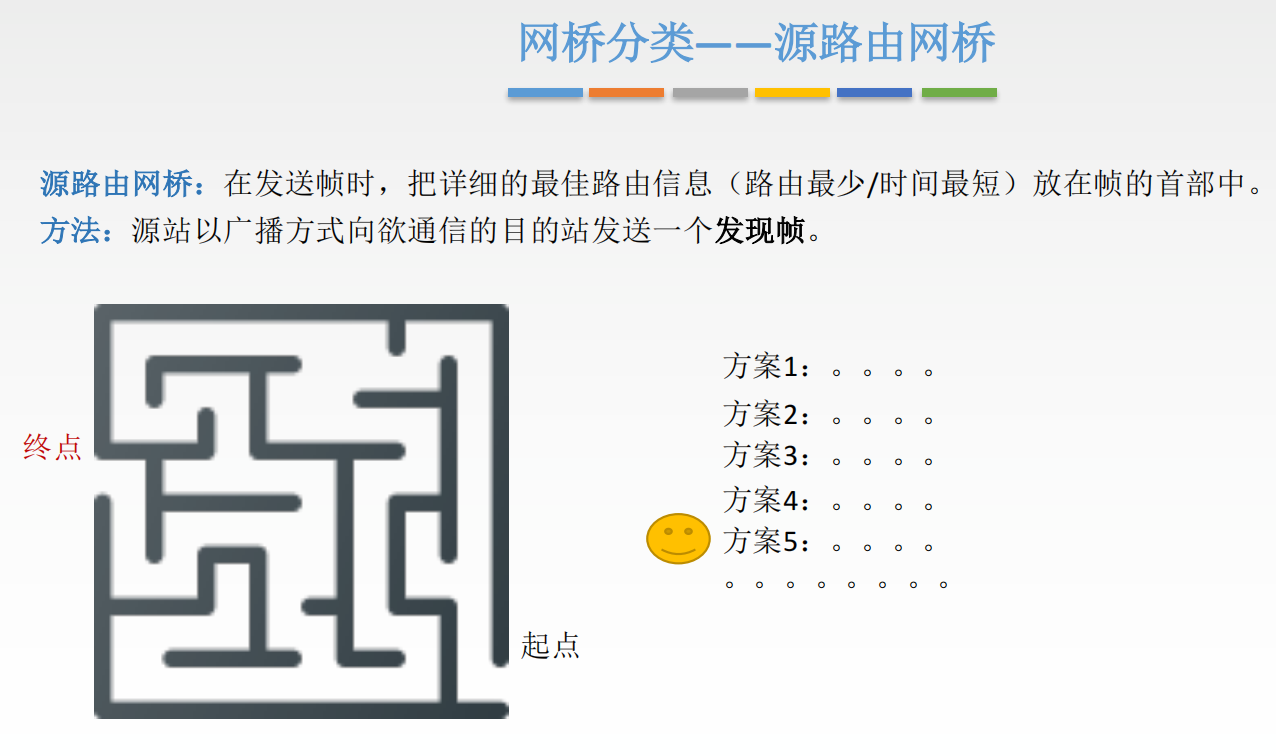 网桥分类——源路由网桥
源路由网桥：在发送帧时，把详细的最佳路由信息（路由最少/时间最短）放在帧的首部中。
方法：源站以广播方式向欲通信的目的站发送一个发现帧。
终点
起点
方案1：。。。。
方案2：。。。。
方案3：。。。。
方案4：。。。。
方案5：。。。。
。。。。。。。。